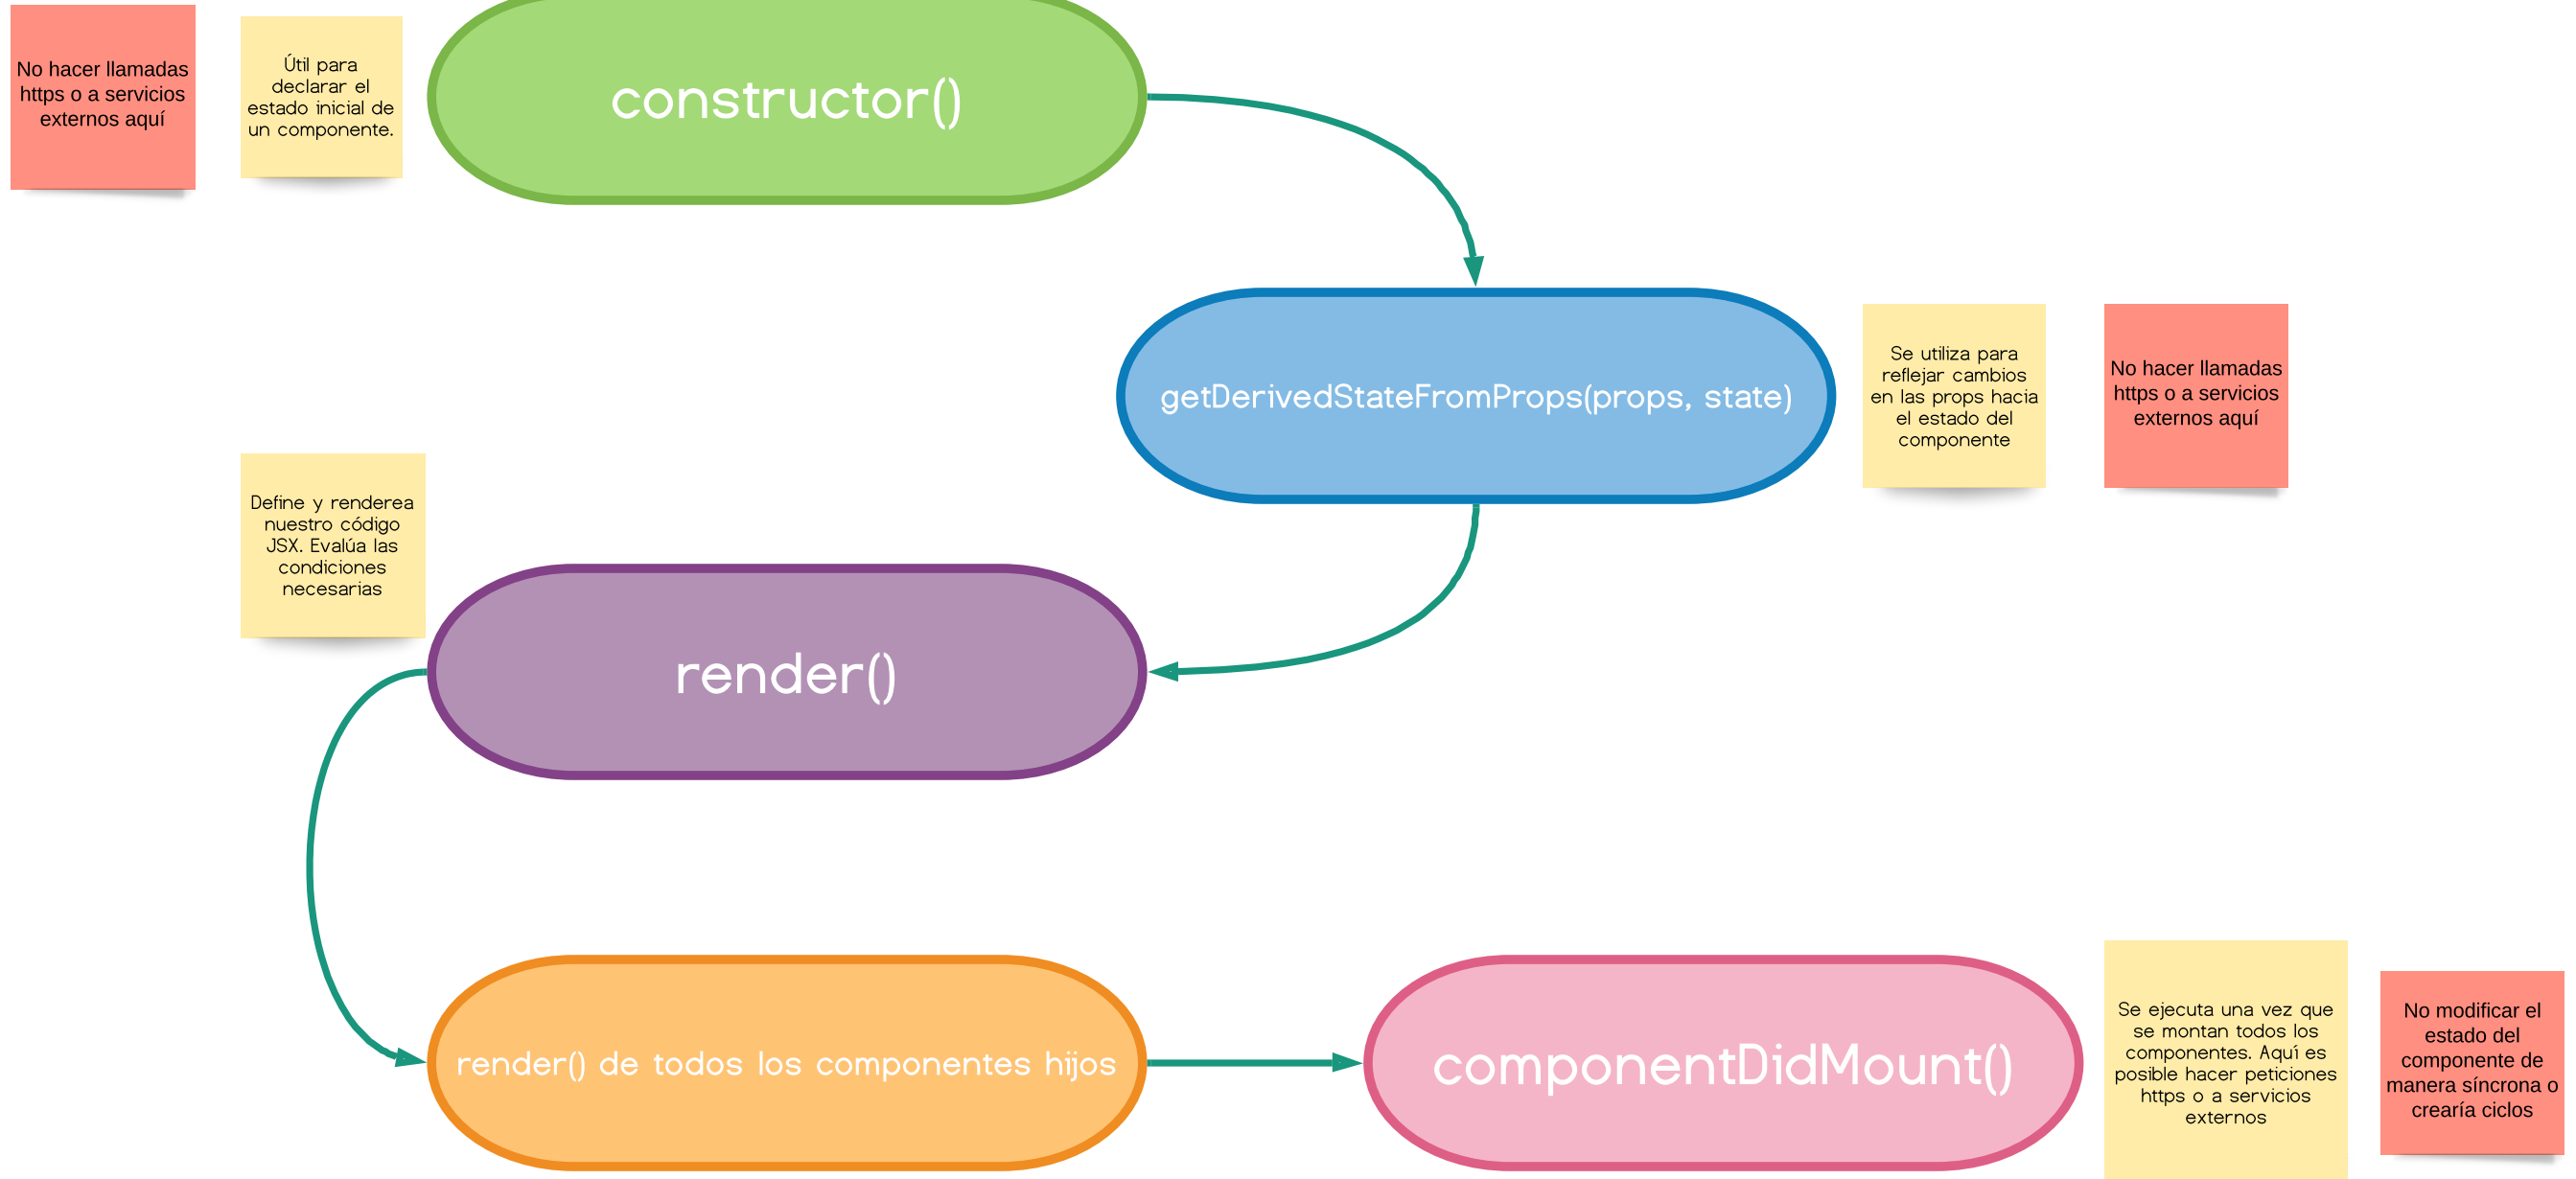 No hacer llamadas
https o a servicios
externos aquí
Útil para
declarar el
estado inicial de
un componente.
constructor()
getDerivedStateFromProps(props, state)
Se utiliza para
reflejar cambios
en las props hacia
el estado del
componente
No hacer llamadas
https o a servicios
externos aquí
Define y renderea
nuestro código
JSX. Evalúa las
condiciones
necesarias
render()
render() de todos los componentes hijos
componentDidMount()
Se ejecuta una vez que
se montan todos los
componentes. Aquí es
posible hacer peticiones
https o a servicios
externos
No modificar el
estado del
componente de
manera síncrona o
crearía ciclos